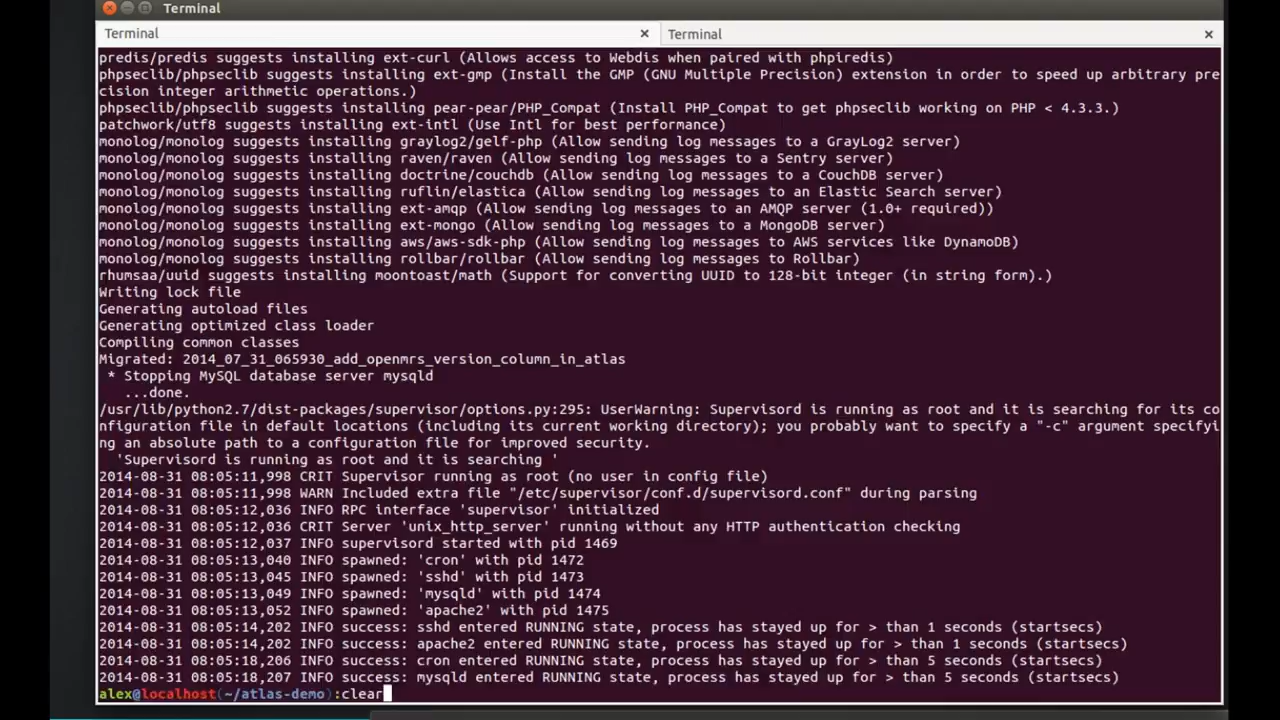 Terminal
Terminal
Terminal
predis/predis suggests installing ext-curl (Allows access to Webdis when paired with phpiredis)
phpseclib/phpseclib suggests installing ext-gmp (Install the GMP (GNU Multiple Precision) extension in order to speed up arbitrary pre
cision integer arithmetic operations.)
phpseclib/phpseclib suggests installing pear-pear/PHP_Compat (Install PHP_Compat to get phpseclib working on PHP < 4.3.3.)
patchwork/utf8 suggests installing ext-intl (Use Intl for best performance)
monolog/monolog suggests installing graylog2/gelf-php (Allow sending log messages to a GrayLog2 server)
monolog/monolog suggests installing raven/raven (Allow sending log messages to a Sentry server)
monolog/monolog suggests installing doctrine/couchdb (Allow sending log messages to a CouchDB server)
monolog/monolog suggests installing ruflin/elastica (Allow sending log messages to an Elastic Search server)
monolog/monolog suggests installing ext-amqp (Allow sending log messages to an AMQP server (1.0+ required))
monolog/monolog suggests installing ext-mongo (Allow sending log messages to a MongoDB server)
monolog/monolog suggests installing aws/aws-sdk-php (Allow sending log messages to AWS services like DynamoDB)
monolog/monolog suggests installing rollbar/rollbar (Allow sending log messages to Rollbar)
rhumsaa/uuid suggests installing moontoast/math (Support for converting UUID to 128-bit integer (in string form).)
Writing lock file
Generating autoload files
Generating optimized class loader
Compiling common classes
Migrated: 2014_07_31_065930_add_openmrs_version_column_in_atlas
* Stopping MySQL database server mysqld
...done.
/usr/lib/python2.7/dist-packages/supervisor/options.py:295: UserWarning: Supervisord is running as root and it is searching for its co
nfiguration file in default locations (including its current working directory); you probably want to specify a "-c" argument specifyi
ng an absolute path to a configuration file for improved security.
'Supervisord is running as root and it is searching '
2014-08-31 08:05:11,998 CRIT Supervisor running as root (no user in config file)
2014-08-31 08:05:11,998 WARN Included extra file "/etc/supervisor/conf.d/supervisord.conf" during parsing
2014-08-31 08:05:12,036 INFO RPC interface 'supervisor' initialized
2014-08-31 08:05:12,036 CRIT Server 'unix_http_server' running without any HTTP authentication checking
2014-08-31 08:05:12,037 INFO supervisord started with pid 1469
2014-08-31 08:05:13,040 INFO spawned: 'cron' with pid 1472
2014-08-31 08:05:13,045 INFO spawned: 'sshd' with pid 1473
2014-08-31 08:05:13,049 INFO spawned: 'mysqld' with pid 1474
2014-08-31 08:05:13,052 INFO spawned: 'apache2' with pid 1475
2014-08-31 08:05:14,202 INFO success: sshd entered RUNNING state, process has stayed up for > than 1 seconds (startsecs)
2014-08-31 08:05:14,202 INFO success: apache2 entered RUNNING state, process has stayed up for > than 1 seconds (startsecs)
2014-08-31 08:05:18,206 INFO success: cron entered RUNNING state, process has stayed up for > than 5 seconds (startsecs)
2014-08-31 08:05:18,207 INFO success: mysqld entered RUNNING state, process has stayed up for > than 5 seconds (startsecs)
alex@localhost(~/atlas-demo):clear